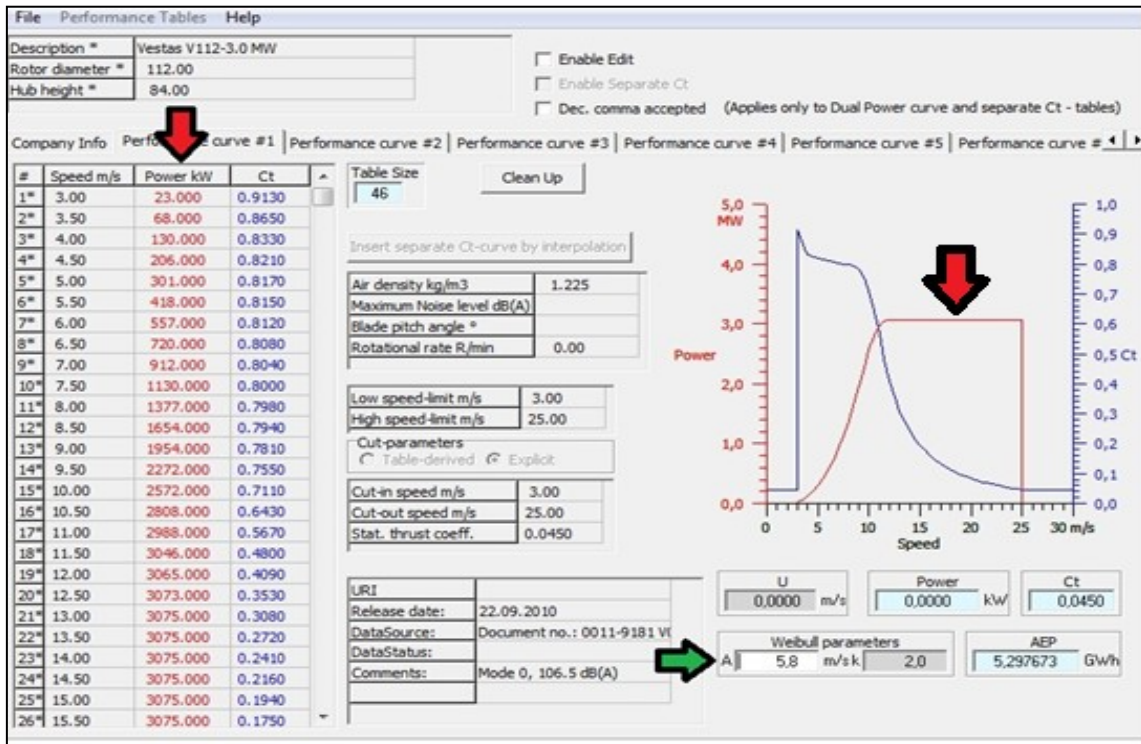 File Performance Tables Help
Description * Vestas V112-3.0 MW
Rotor diameter * 112.00
Hub height * 84.00
Enable Edit
Enable Separate Ct
Dec. comma accepted (Applies only to Dual Power curve and separate Ct - tables)
Company Info curve #1 Performance curve #2 Performance curve #3 Performance curve #4 Performance curve #5 Performance curve #
# Speed m/s Power kW Ct
1* 3.00 23.000 0.9130
2* 3.50 68.000 0.8650
3* 4.00 130.000 0.8330
4* 4.50 206.000 0.8210
5* 5.00 301.000 0.8170
6* 5.50 418.000 0.8150
7* 6.00 557.000 0.8120
8* 6.50 720.000 0.8080
9* 7.00 912.000 0.8040
10* 7.50 1130.000 0.8000
11* 8.00 1377.000 0.7980
12* 8.50 1654.000 0.7940
13* 9.00 1954.000 0.7810
14* 9.50 2272.000 0.7550
15* 10.00 2572.000 0.7110
16* 10.50 2808.000 0.6430
17* 11.00 2988.000 0.5670
18* 11.50 3046.000 0.4800
19* 12.00 3065.000 0.4090
20* 12.50 3073.000 0.3530
21* 13.00 3075.000 0.3080
22* 13.50 3075.000 0.2720
23* 14.00 3075.000 0.2410
24* 14.50 3075.000 0.2160
25* 15.00 3075.000 0.1940
26* 15.50 3075.000 0.1750
Table Size
46
Clean Up
Insert separate Ct-curve by interpolation
Air density kg/m3 1.225
Maximum Noise level dB(A)
Blade pitch angle °
Rotational rate R/min 0.00
Low speed-limit m/s 3.00
High speed-limit m/s 25.00
Cut-parameters
Table-derived Explicit
Cut-in speed m/s 3.00
Cut-out speed m/s 25.00
Stat. thrust coeff. 0.0450
URI
Release date: 22.09.2010
DataSource: Document no.: 0011-9181 V
DataStatus:
Comments: Mode 0, 106.5 dB(A)
5,0 1,0
MW
0,9
4,0 0,8
0,7
3,0 0,6
Power 0,5 Ct
2,0 0,4
0,3
1,0 0,2
0,1
0,0 0,0
0 5 10 15 20 25 30 m/s
Speed
U Power Ct
0,0000 m/s 0,0000 kW 0,0450
Weibull parameters AEP
A 5,8 m/s k 2,0 5,297673 GWh